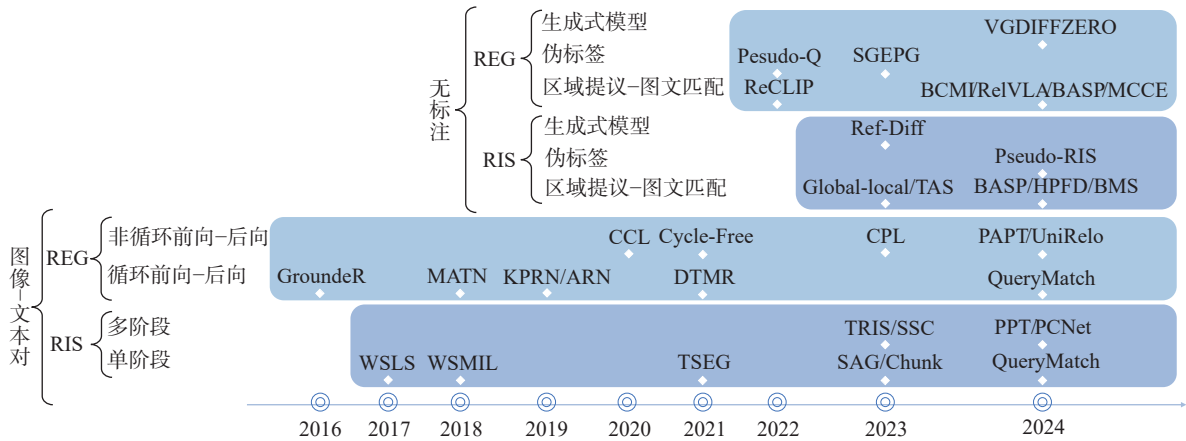 无标注
REG
生成式模型
VGDIFFZERO
伪标签
Pesudo-Q
SGEPG
区域提议–图文匹配
ReCLIP
BCMI/RelVLA/BASP/MCCE
RIS
生成式模型
Ref-Diff
伪标签
Pseudo-RIS
区域提议–图文匹配
Global-local/TAS
BASP/HPFD/BMS
图像–文本对
REG
非循环前向–后向
CCL
Cycle-Free
CPL
PAPT/UniRelo
循环前向–后向
GroundeR
MATN
KPRN/ARN
DTMR
QueryMatch
RIS
多阶段
TRIS/SSC
PPT/PCNet
单阶段
WSLS
WSMIL
TSEG
SAG/Chunk
QueryMatch
2016
2017
2018
2019
2020
2021
2022
2023
2024